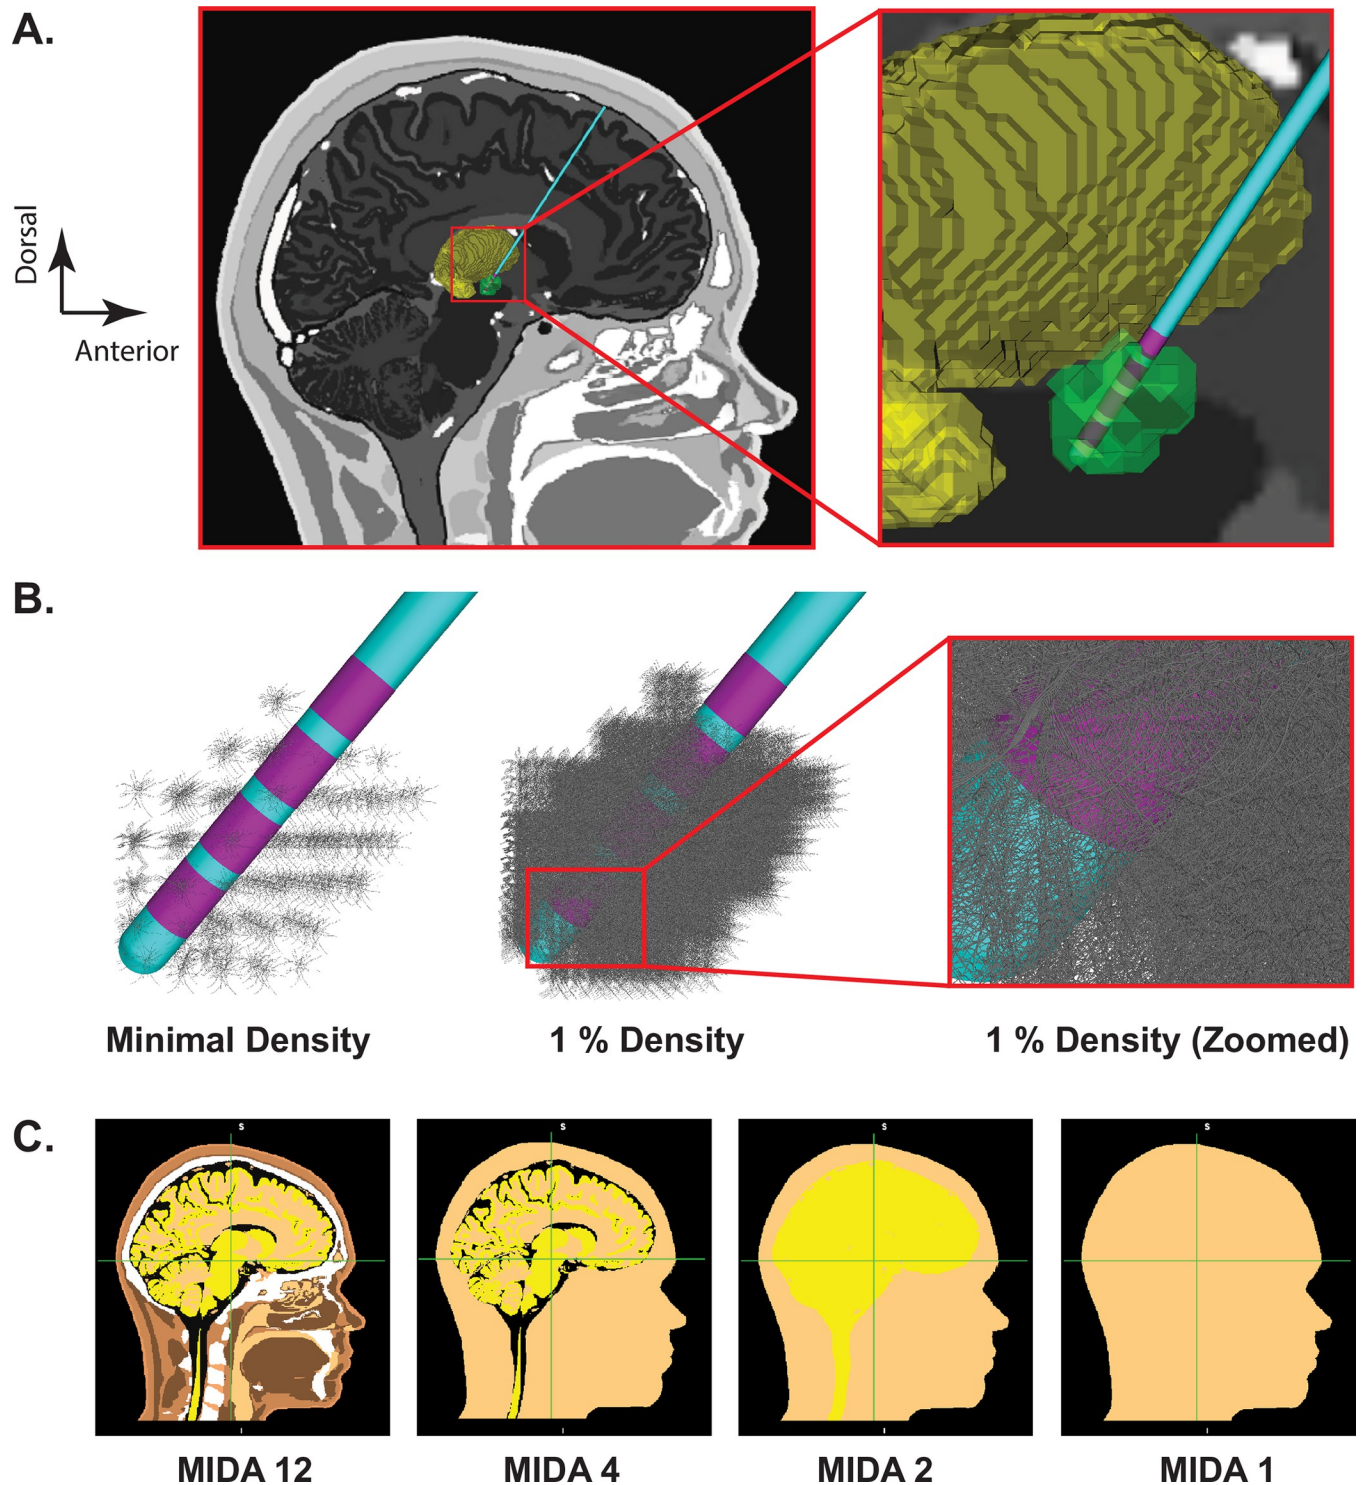 A.
Dorsal
Anterior
B.
Minimal Density
1 % Density
1 % Density (Zoomed)
C.
S
S
S
S
MIDA 12
MIDA 4
MIDA 2
MIDA 1